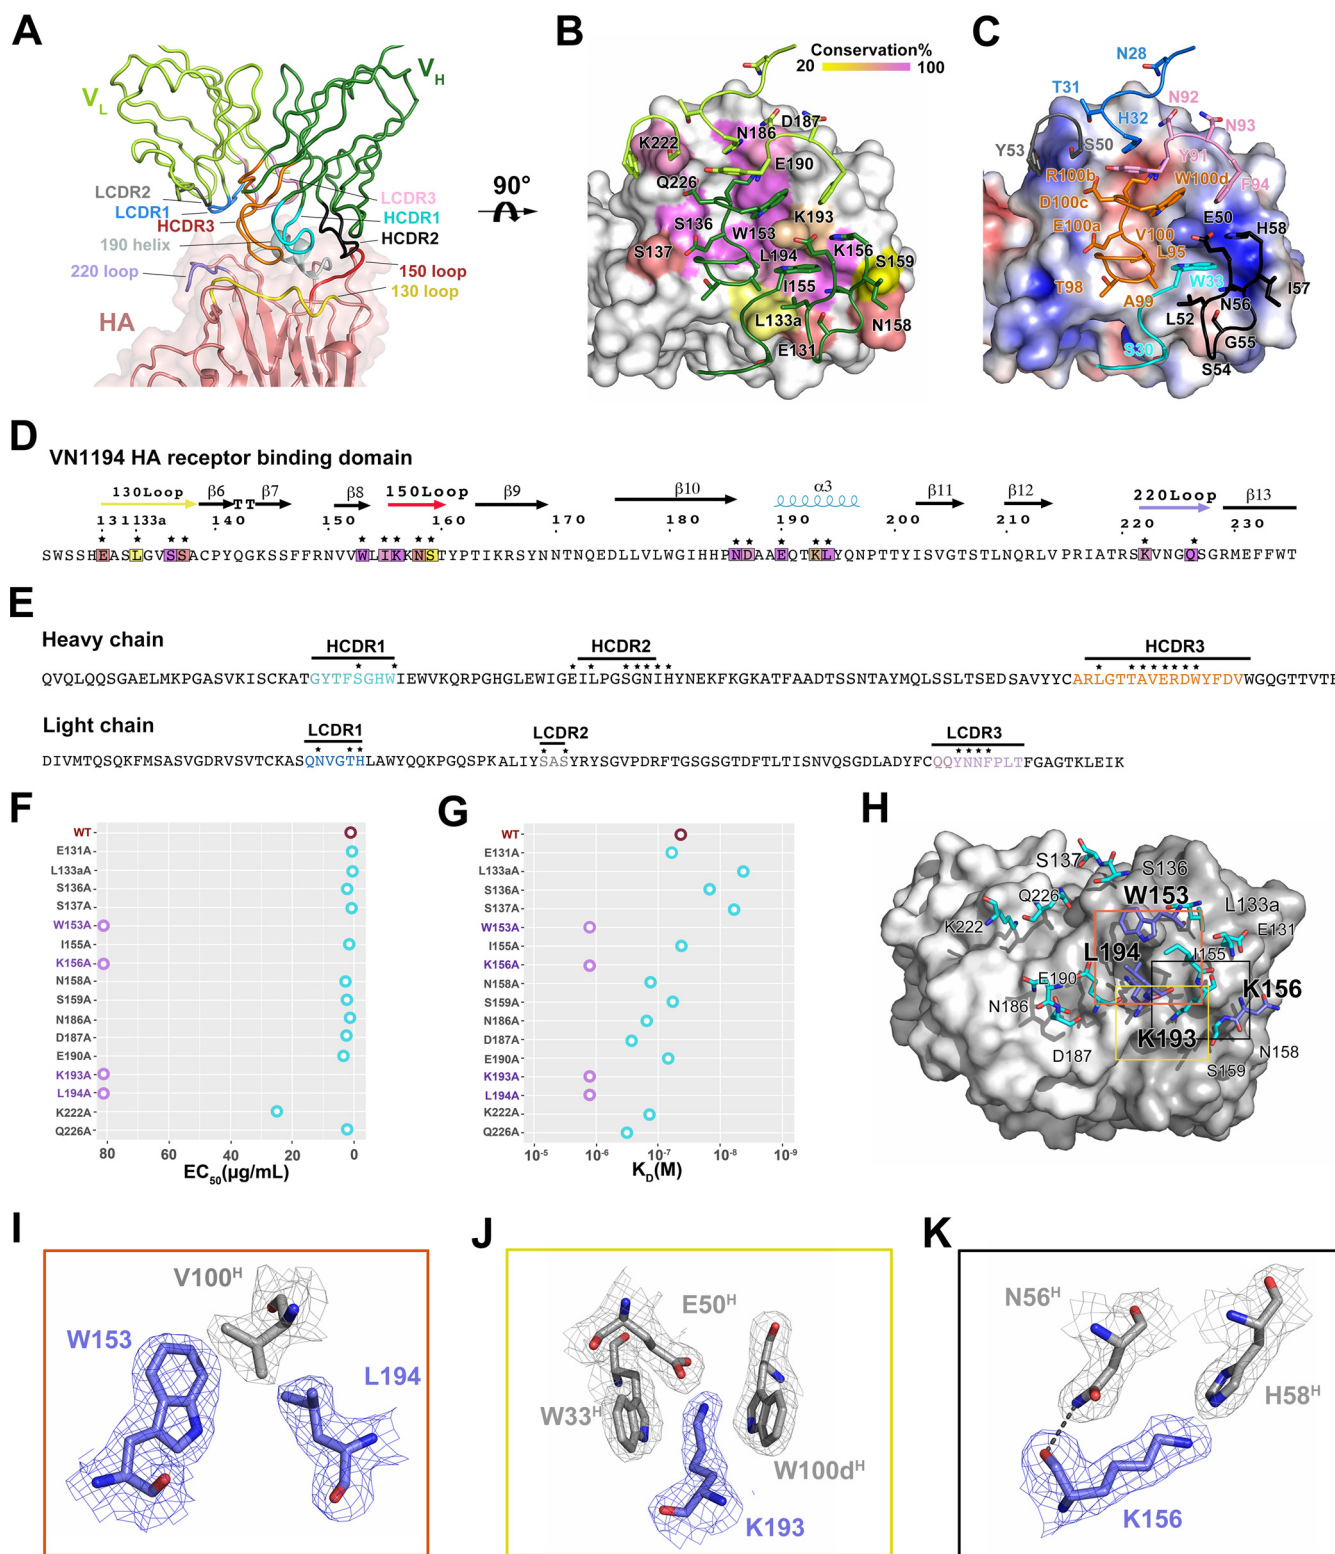 A
V_L
V_H
LCDR2
LCDR1
HCDR3
190 helix
220 loop
HA
LCDR3
HCDR1
HCDR2
150 loop
130 loop
90°
B
Conservation%
20 100
D187
N186
K222
E190
Q226
K193
S136
W153
K156
S137
L194
S159
I155
L133a
N158
E131
C
N28
T31
N92
H32
N93
S50
Y53
Y91
R100b
W100d
F94
D100c
E50
E100a
V100
H58
L95
W33
T98
A99
N56
I57
L52
G55
S30
S54
D
VN1194 HA receptor binding domain
130Loop β6 TT β7 β8 150Loop β9 β10 α3 β11 β12 220Loop β13
131 133a 140 150 160 170 180 190 200 210 220 230
SWSSHEASLGVSSACPYQGKSSFFRNVVWLIKKNSTYPTIKRSYNNTNQEDLLVLWGIHHPNDAAEQTKLYQNPTTYISVGTSTLNQRLVPRIATRSKVNGQSGRMEFFWT
E
Heavy chain
HCDR1 HCDR2 HCDR3
QVQLQQSGAELMKPGASVKISCKATGYTFSGHWIEWVKQRPGHGLEWIGEILPGSGNIHYNEKFKGKATFAADTSSNTAYMQLSSLTSEDSAVYYCARLGTTAVERDWYFDVWGQGTTVTV
Light chain
LCDR1 LCDR2 LCDR3
DIVMTQSQKFMSASVGDRVSVTCKASQNVGTHLAWYQQKPGQSPKALIYSASYRYSGVPDRFTGSGSGTDFTLTISNVQSGDLADYFCQQYNNFPLTFGAGTKLEIK
F
WT
E131A
L133aA
S136A
S137A
W153A
I155A
K156A
N158A
S159A
N186A
D187A
E190A
K193A
L194A
K222A
Q226A
80 60 40 20 0
EC50(μg/mL)
G
WT
E131A
L133aA
S136A
S137A
W153A
I155A
K156A
N158A
S159A
N186A
D187A
E190A
K193A
L194A
K222A
Q226A
10-5 10-6 10-7 10-8 10-9
KD(M)
H
S137
S136
Q226
W153
K222
L133a
E131
L194
I155
E190
N186
K156
K193
D187
N158
S159
I
V100H
W153
L194
J
E50H
W33H
W100dH
K193
K
N56H
H58H
K156